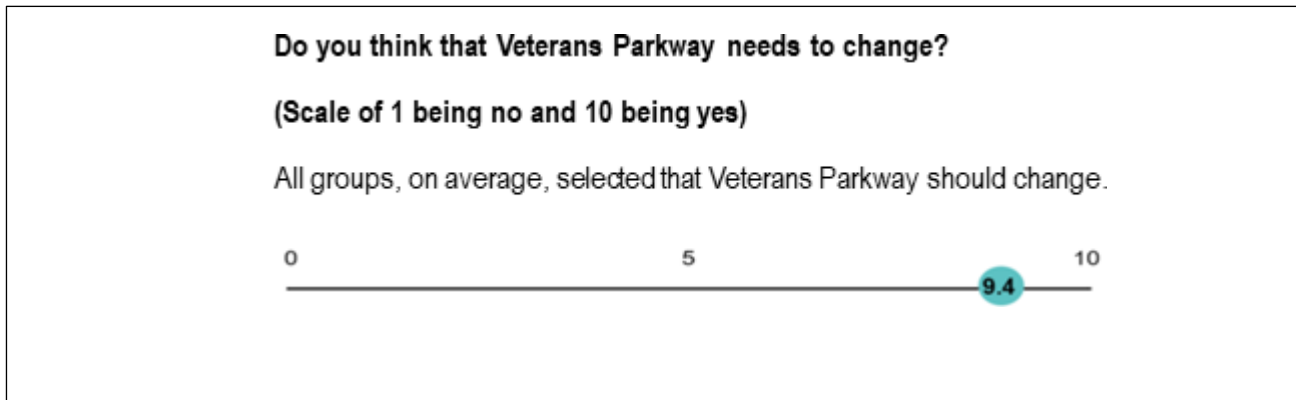 Do you think that Veterans Parkway needs to change?
(Scale of 1 being no and 10 being yes)
All groups, on average, selected that Veterans Parkway should change.
0 5 10
9.4